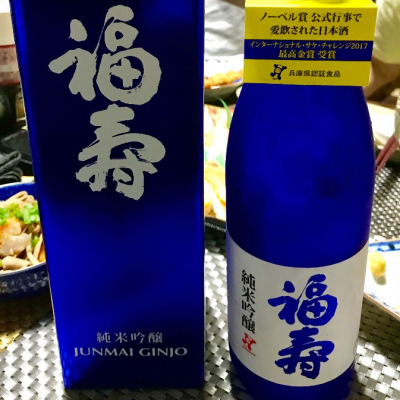 福寿
純米吟醸
JUNMAI GINJO
ノーベル賞 公式行事で
愛飲された日本酒
インターナショナル・サケ・チャレンジ2017
最高金賞 受賞
兵庫県認証食品
純米吟醸
福寿